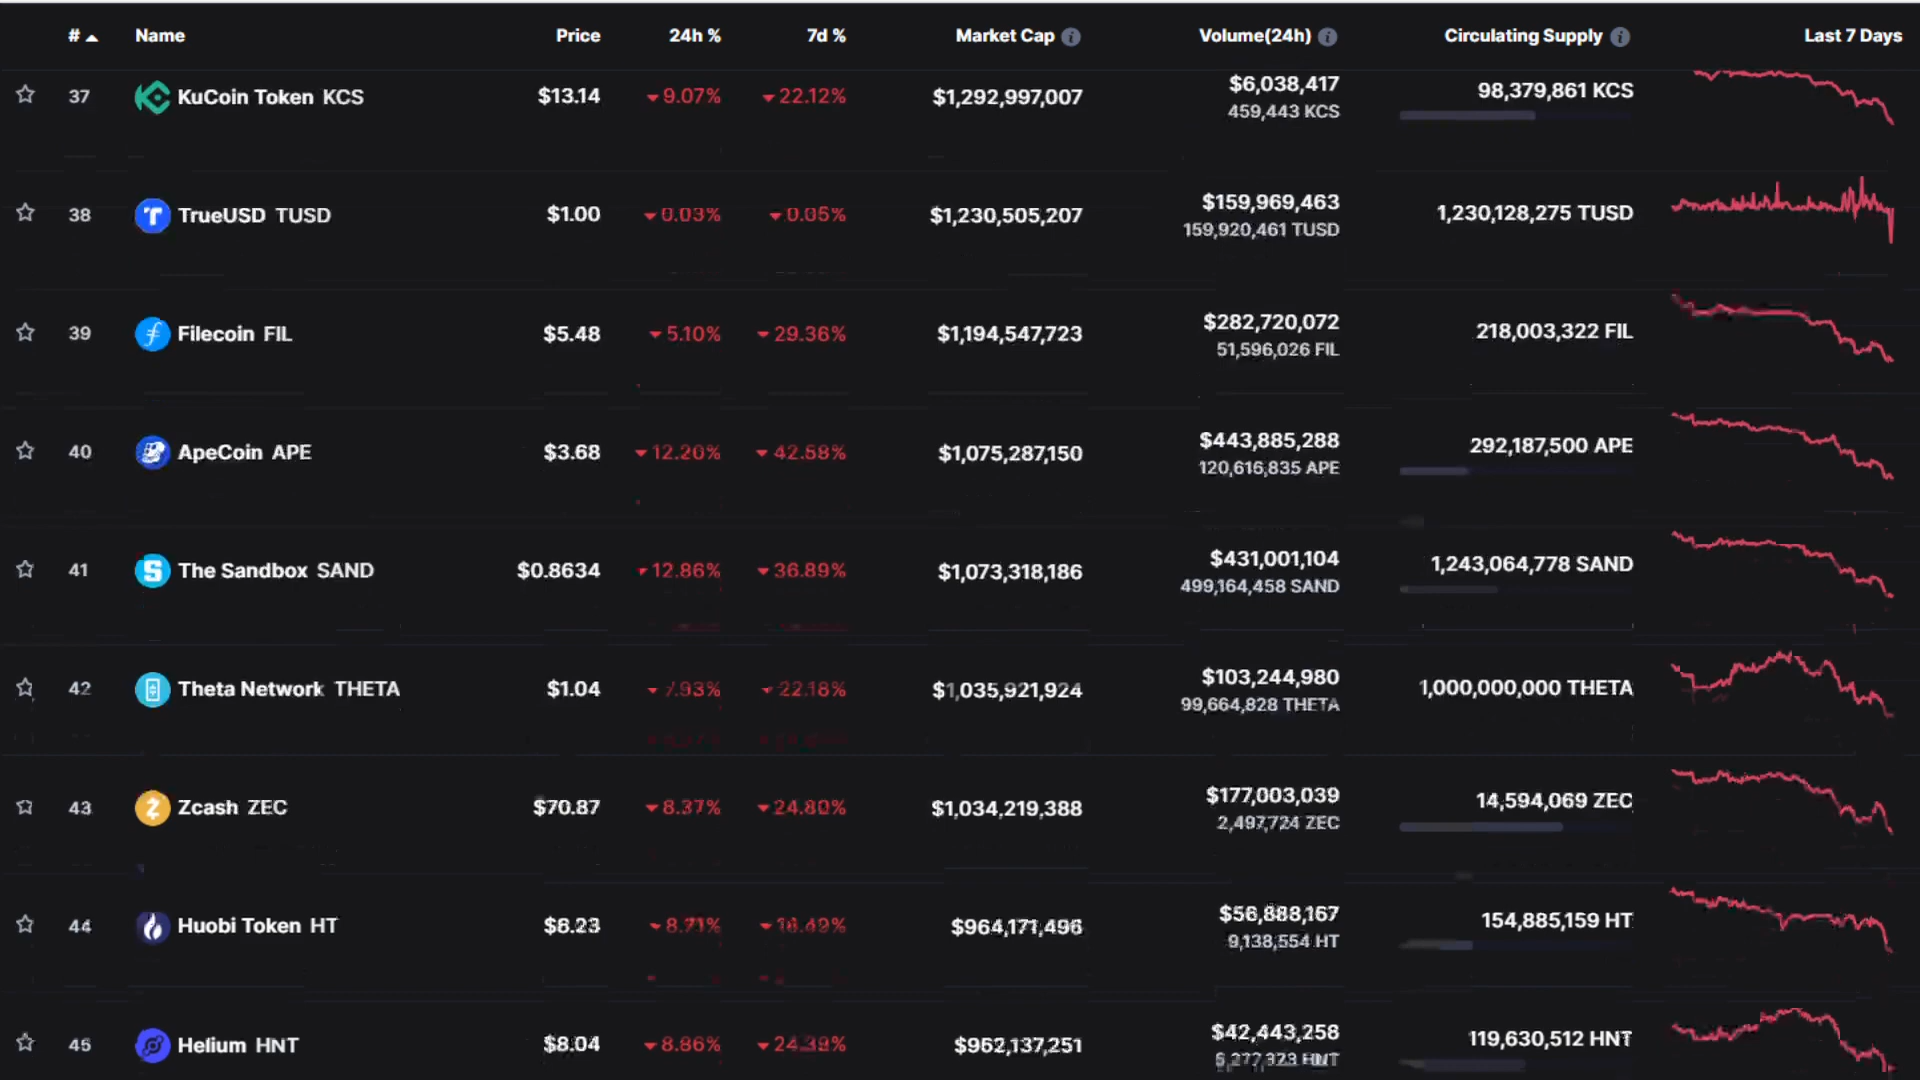 # Name Price 24h % 7d % Market Cap Volume(24h) Circulating Supply Last 7 Days
37 KuCoin Token KCS $13.14 9.07% 22.12% $1,292,997,007 $6,038,417 98,379,861 KCS
459,443 KCS
38 TrueUSD TUSD $1.00 0.03% 0.06% $1,230,505,207 $159,969,463 1,230,128,275 TUSD
159,920,461 TUSD
39 Filecoin FIL $5.48 5.10% 29.36% $1,194,547,723 $282,720,072 218,003,322 FIL
51,596,026 FIL
40 ApeCoin APE $3.68 12.20% 42.58% $1,075,287,150 $443,885,288 292,187,500 APE
120,616,835 APE
41 The Sandbox SAND $0.8634 12.86% 36.89% $1,073,318,186 $431,001,104 1,243,064,778 SAND
499,164,458 SAND
42 Theta Network THETA $1.04 7.93% 22.18% $1,035,921,924 $103,244,980 1,000,000,000 THETA
99,664,828 THETA
43 Zcash ZEC $70.87 8.37% 24.80% $1,034,219,388 $177,003,039 14,594,069 ZEC
2,497,724 ZEC
44 Huobi Token HT $8.23 8.71% $964,171,496 154,885,159 HT
9,138,554 HT
45 Helium HNT $8.04 8.86% $962,137,251 $42,443,258 119,630,512 HNT
HNT